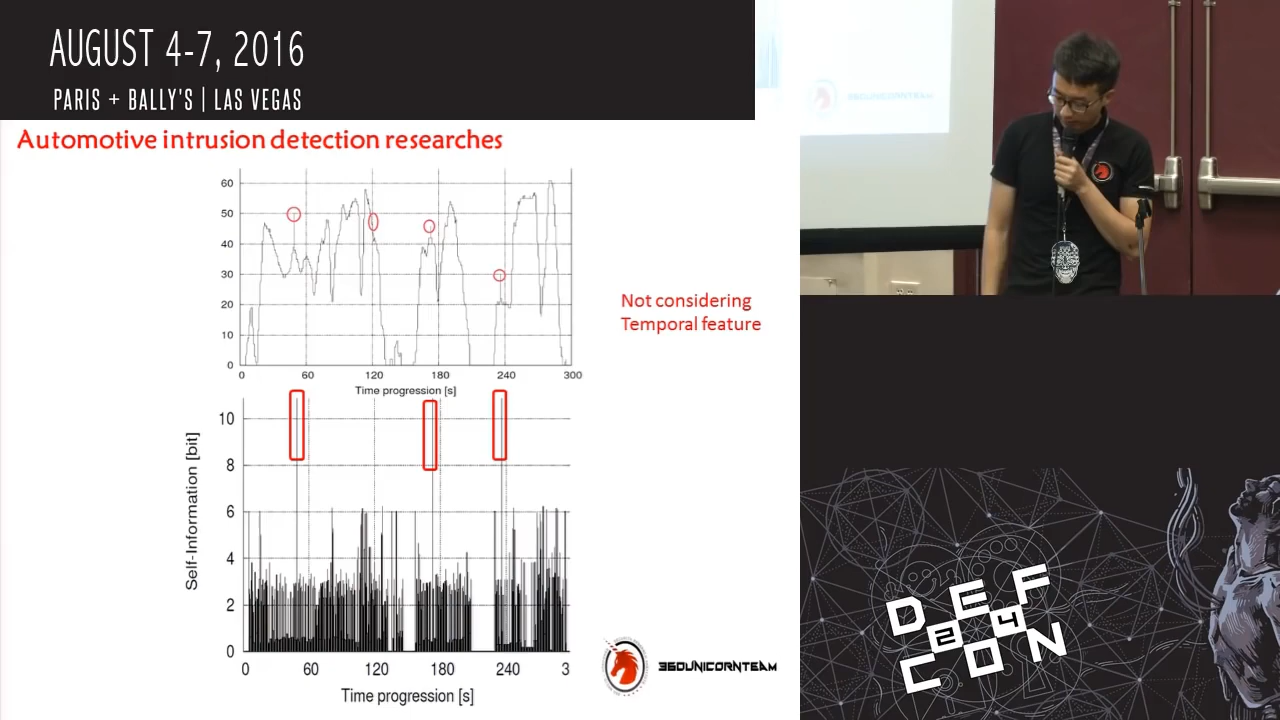 AUGUST 4-7, 2016
PARIS + BALLY'S | LAS VEGAS
Automotive intrusion detection researches
60
50
40
30
20
10
0
0 60 120 180 240 300
Time progression [s]
Not considering
Temporal feature
Self-Information [bit]
10
8
6
4
2
0
0 60 120 180 240 3
Time progression [s]
360UNICORNTEAM
DEF
24
CON